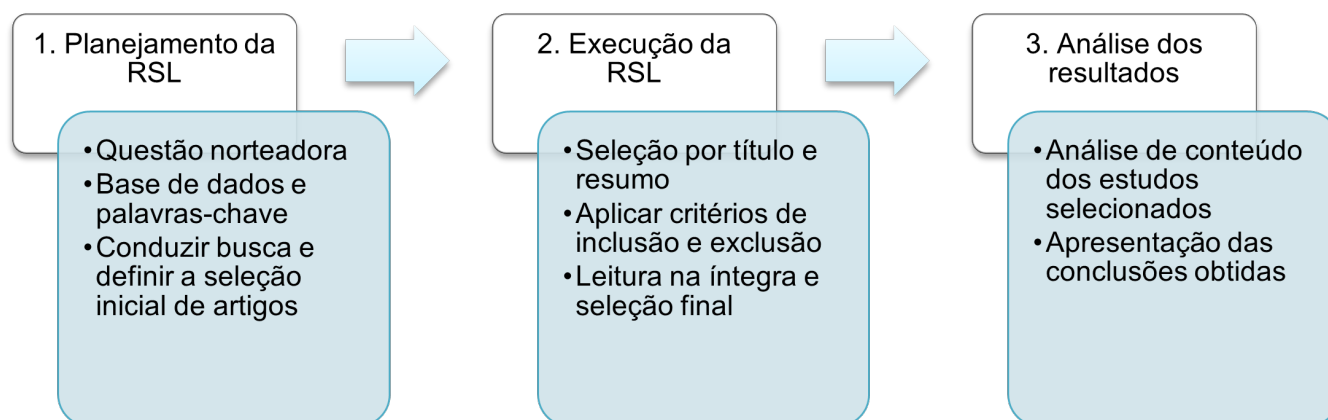 1. Planejamento da
RSL
•Questão norteadora
•Base de dados e
palavras-chave
•Conduzir busca e
definir a seleção
inicial de artigos
2. Execução da
RSL
•Seleção por título e
resumo
•Aplicar critérios de
inclusão e exclusão
•Leitura na íntegra e
seleção final
3. Análise dos
resultados
•Análise de conteúdo
dos estudos
selecionados
•Apresentação das
conclusões obtidas